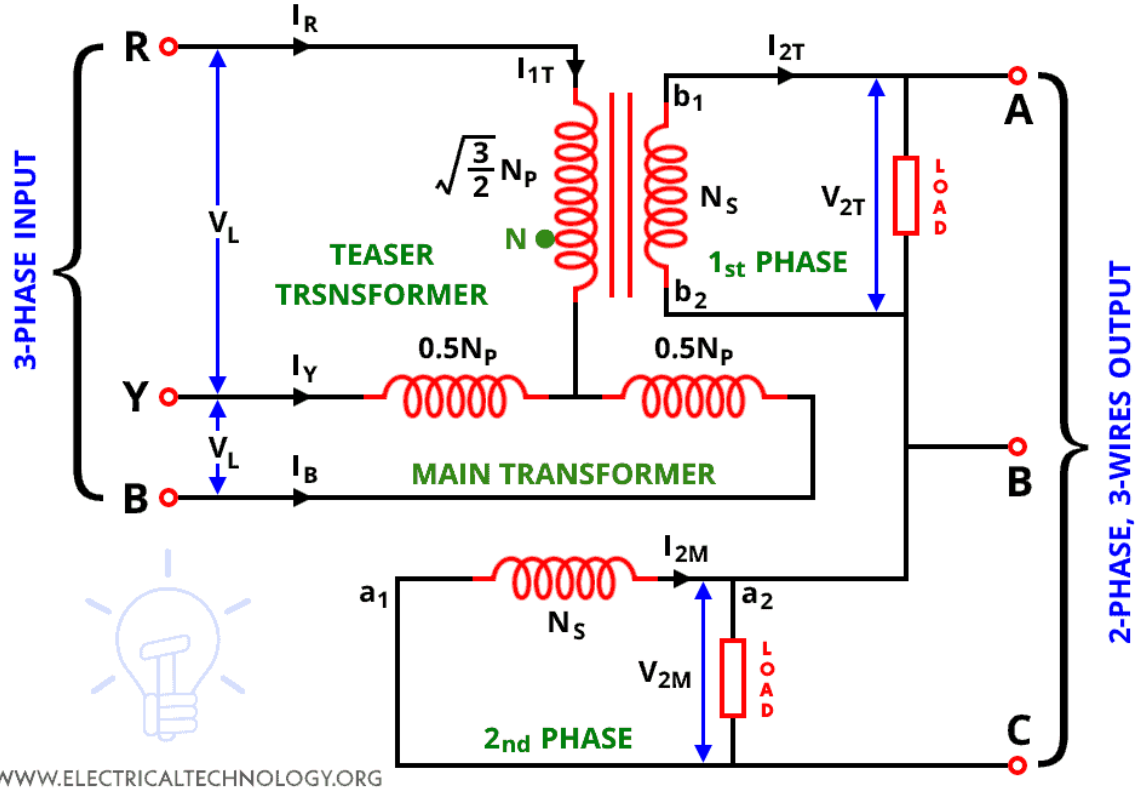 I_R
R
I_1T
I_2T
b_1
A
3-PHASE INPUT
√3/2 N_P
V_L
N
N_S
V_2T
LOAD
TEASER
TRSNSFORMER
1st PHASE
b_2
0.5N_P
0.5N_P
Y
I_Y
V_L
I_B
B
MAIN TRANSFORMER
B
2-PHASE, 3-WIRES OUTPUT
I_2M
a_1
N_S
a_2
V_2M
LOAD
2nd PHASE
C
WWW.ELECTRICALTECHNOLOGY.ORG